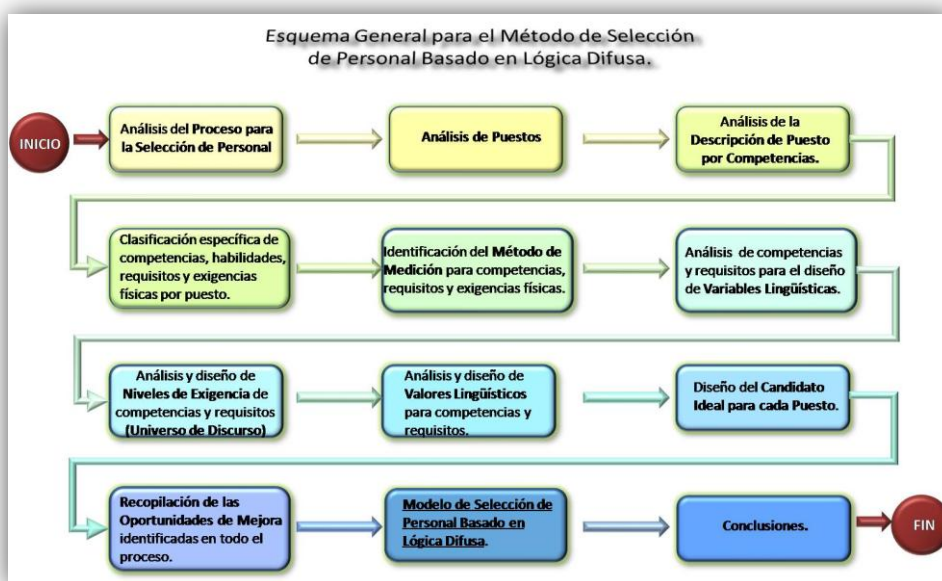 Esquema General para el Método de Selección
de Personal Basado en Lógica Difusa.
INICIO
Análisis del Proceso para
la Selección de Personal
Análisis de Puestos
Análisis de la
Descripción de Puesto
por Competencias.
Clasificación específica de
competencias, habilidades,
requisitos y exigencias
físicas por puesto.
Identificación del Método de
Medición para competencias,
requisitos y exigencias físicas.
Análisis de competencias
y requisitos para el diseño
de Variables Lingüísticas.
Análisis y diseño de
Niveles de Exigencia de
competencias y requisitos
(Universo de Discurso)
Análisis y diseño de
Valores Lingüísticos
para competencias y
requisitos.
Diseño del Candidato
Ideal para cada Puesto.
Recopilación de las
Oportunidades de Mejora
identificadas en todo el
proceso.
Modelo de Selección de
Personal Basado en
Lógica Difusa.
Conclusiones.
FIN